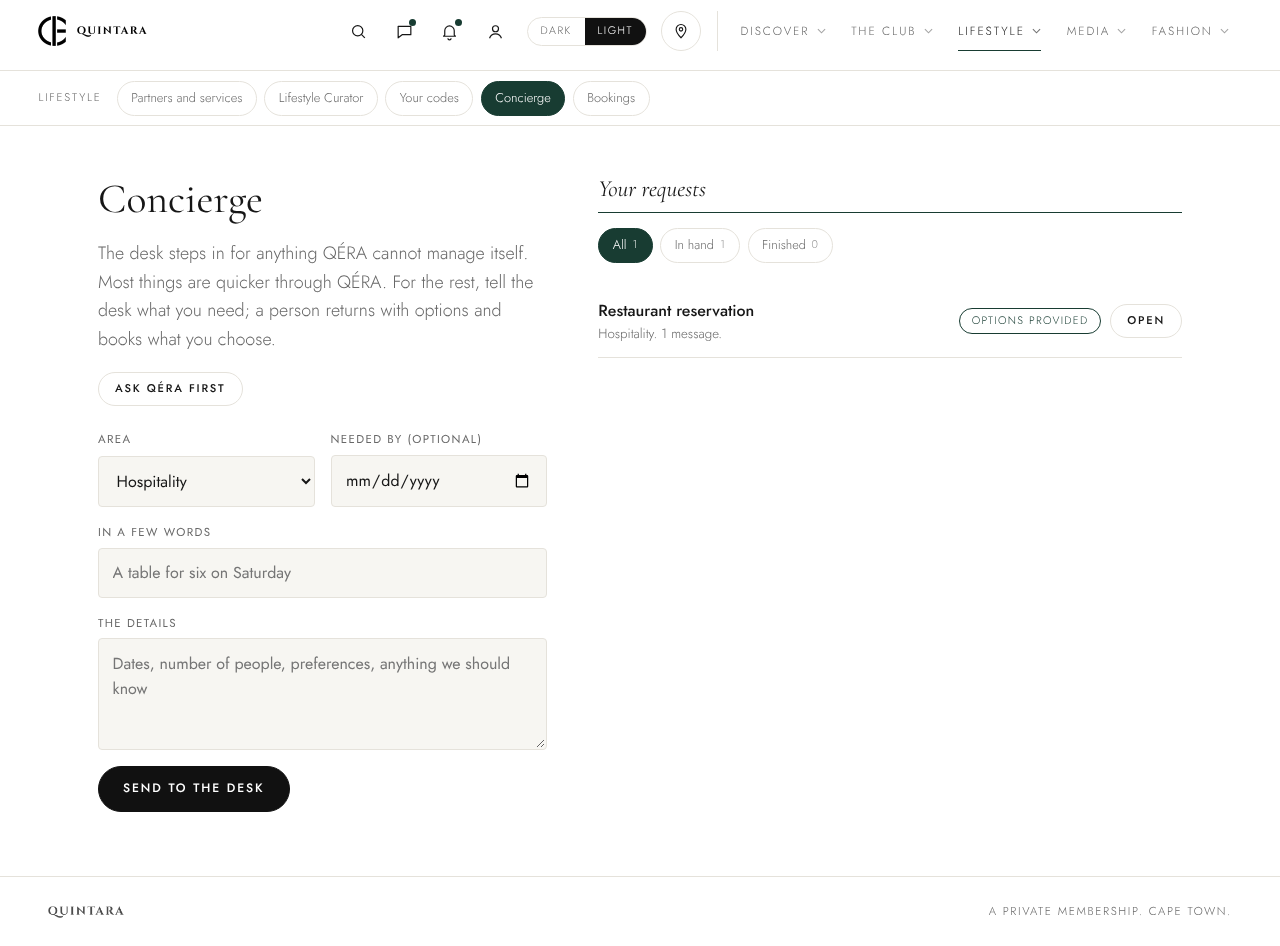 QUINTARA
DARK LIGHT
DISCOVER THE CLUB LIFESTYLE MEDIA FASHION
LIFESTYLE Partners and services Lifestyle Curator Your codes Concierge Bookings
Concierge
The desk steps in for anything QÉRA cannot manage itself.
Most things are quicker through QÉRA. For the rest, tell the
desk what you need; a person returns with options and
books what you choose.
ASK QÉRA FIRST
AREA NEEDED BY (OPTIONAL)
Hospitality mm/dd/yyyy
IN A FEW WORDS
A table for six on Saturday
THE DETAILS
Dates, number of people, preferences, anything we should
know
SEND TO THE DESK
Your requests
All 1 In hand 1 Finished 0
Restaurant reservation
Hospitality. 1 message.
OPTIONS PROVIDED OPEN
QUINTARA
A PRIVATE MEMBERSHIP. CAPE TOWN.